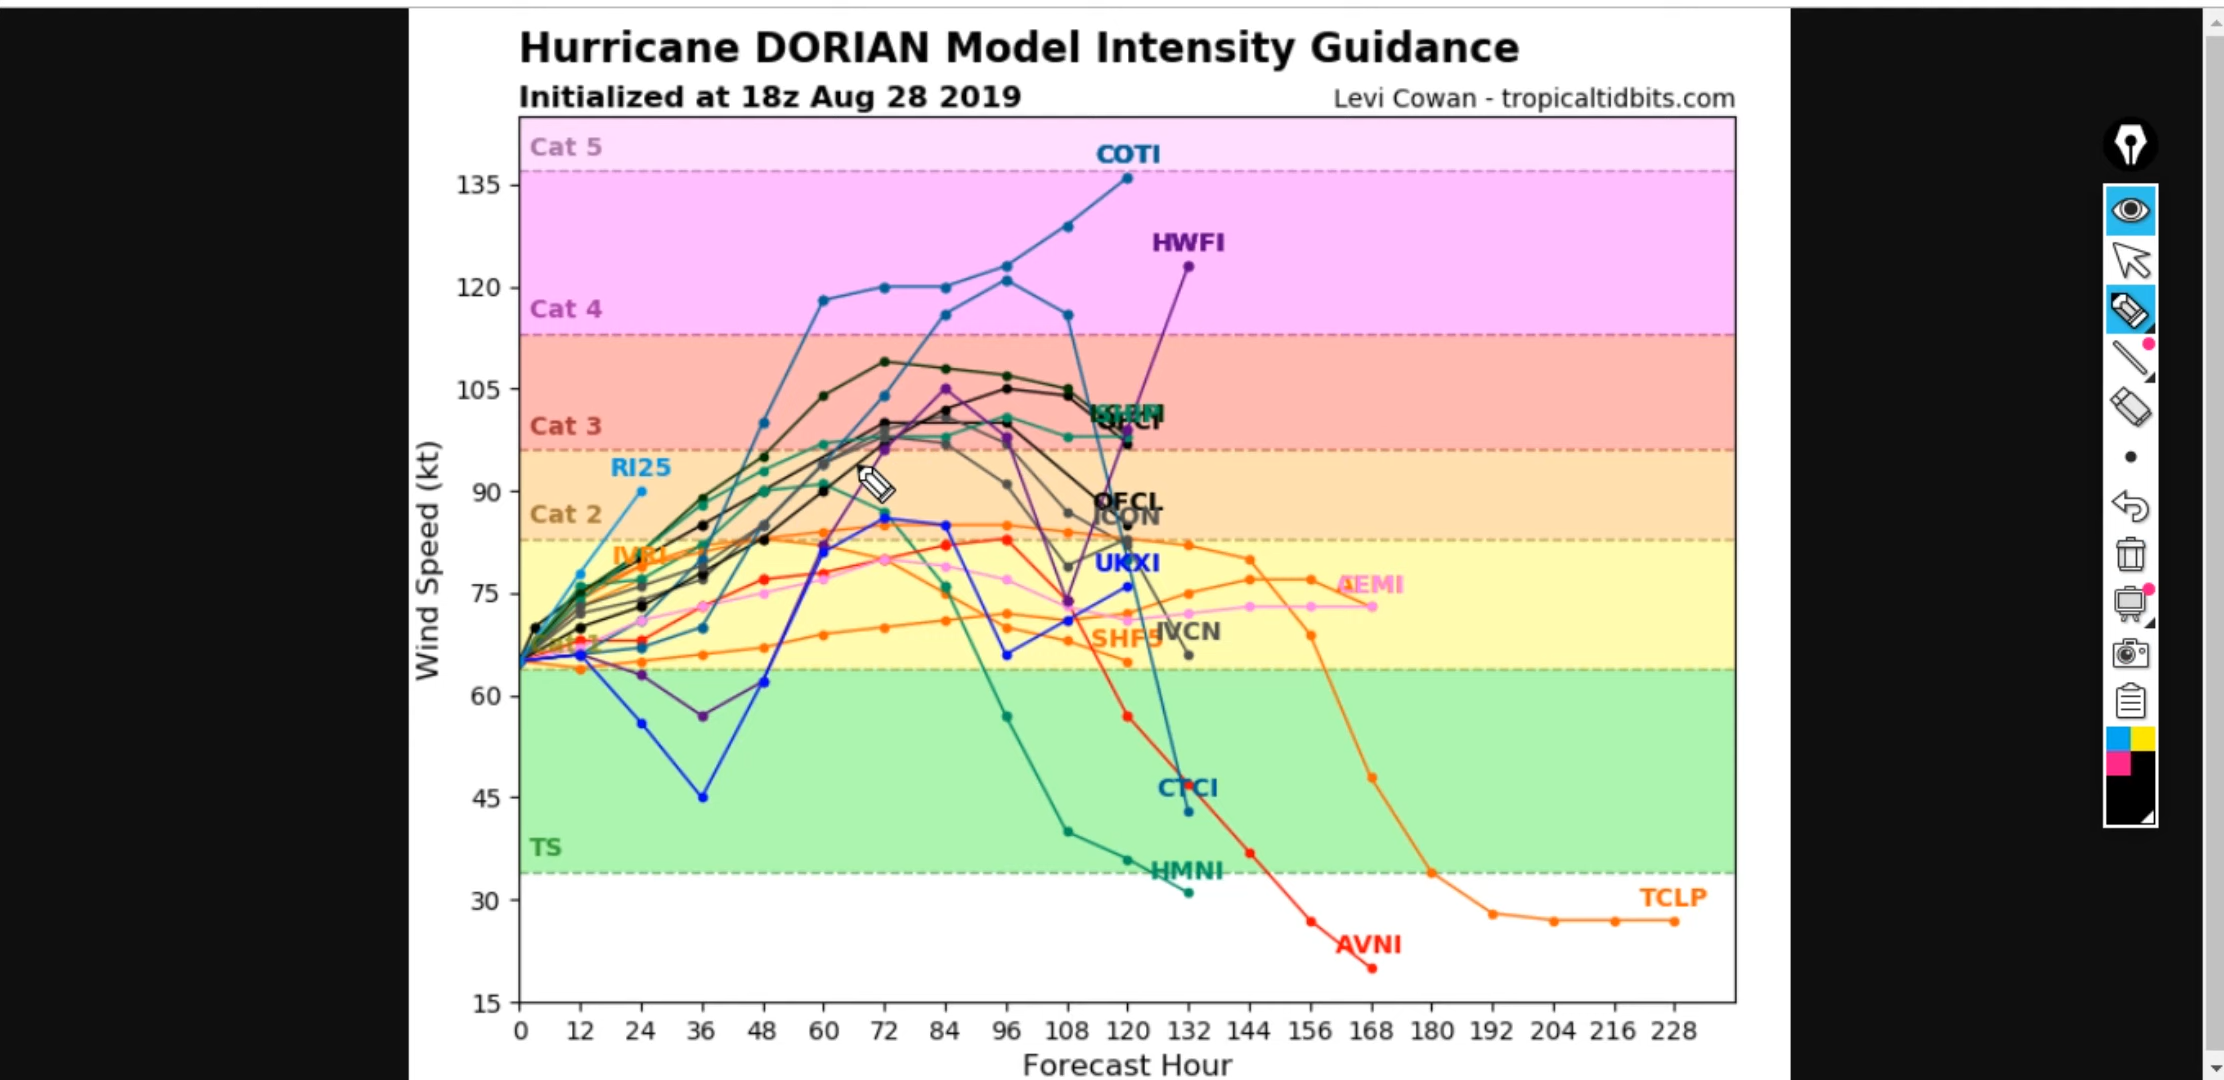 Hurricane DORIAN Model Intensity Guidance
Initialized at 18z Aug 28 2019
Levi Cowan - tropicaltidbits.com
Cat 5
COTI
135
HWFI
120
Cat 4
105
Cat 3
RI25
90
OFCL
Cat 2
ICON
IVRI
UKXI
75
AEMI
IVCN
SHF5
Wind Speed (kt)
60
45
CTCI
TS
HMNI
30
TCLP
AVNI
15
0 12 24 36 48 60 72 84 96 108 120 132 144 156 168 180 192 204 216 228
Forecast Hour